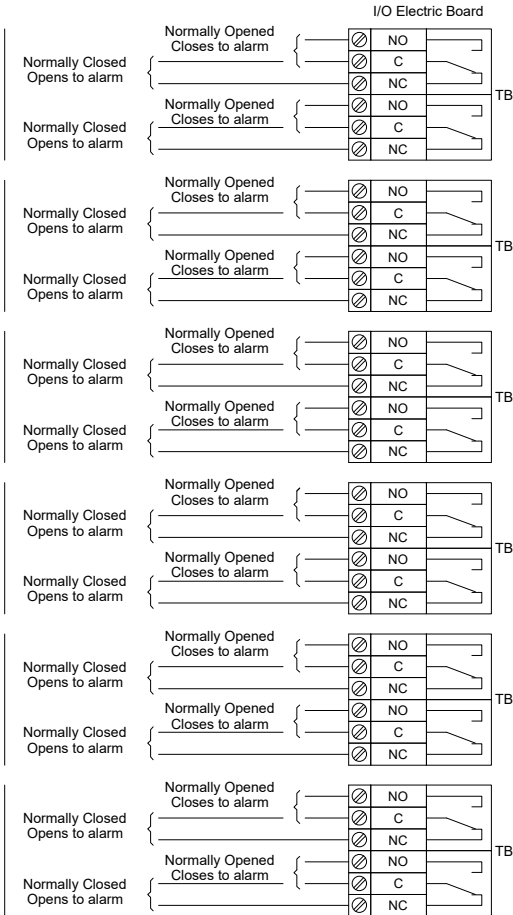 I/O Electric Board
Normally Opened
Closes to alarm
NO
Normally Closed
Opens to alarm
C
NC
TB
Normally Opened
Closes to alarm
NO
Normally Closed
Opens to alarm
C
NC
Normally Opened
Closes to alarm
NO
Normally Closed
Opens to alarm
C
NC
TB
Normally Opened
Closes to alarm
NO
Normally Closed
Opens to alarm
C
NC
Normally Opened
Closes to alarm
NO
Normally Closed
Opens to alarm
C
NC
TB
Normally Opened
Closes to alarm
NO
Normally Closed
Opens to alarm
C
NC
Normally Opened
Closes to alarm
NO
Normally Closed
Opens to alarm
C
NC
TB
Normally Opened
Closes to alarm
NO
Normally Closed
Opens to alarm
C
NC
Normally Opened
Closes to alarm
NO
Normally Closed
Opens to alarm
C
NC
TB
Normally Opened
Closes to alarm
NO
Normally Closed
Opens to alarm
C
NC
Normally Opened
Closes to alarm
NO
Normally Closed
Opens to alarm
C
NC
TB
Normally Opened
Closes to alarm
NO
Normally Closed
Opens to alarm
C
NC